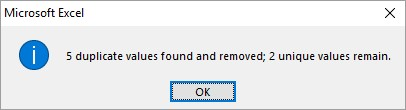 Microsoft Excel
5 duplicate values found and removed; 2 unique values remain.
OK